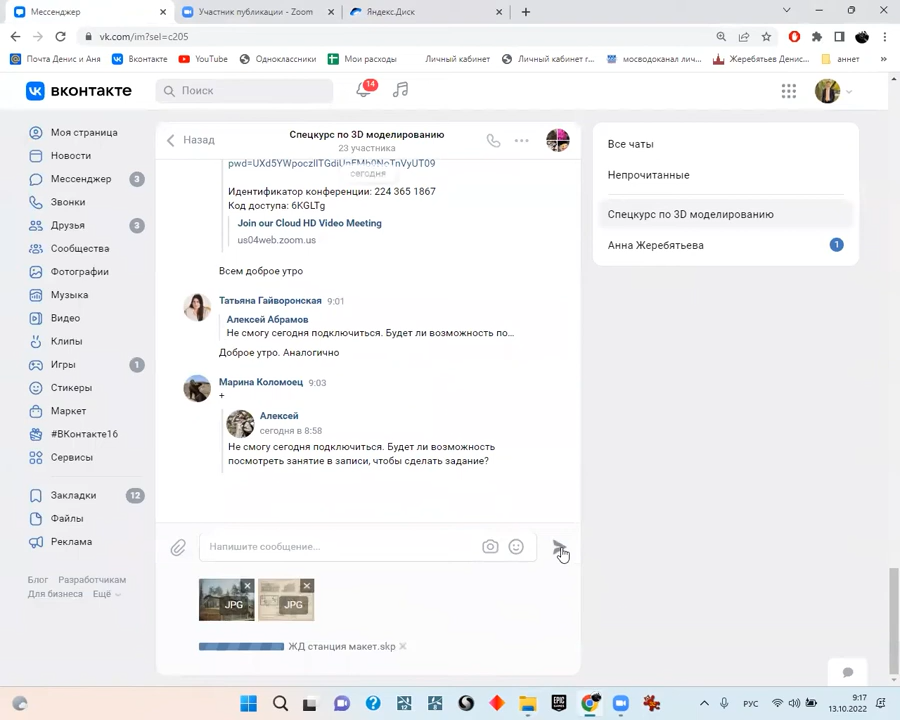 Мессенджер
Участник публикации - Zoom
Яндекс.Диск
vk.com/im?sel=c205
Почта Денис и Аня
Вконтакте
YouTube
Одноклассники
Мои расходы
Личный кабинет
Личный кабинет г...
мосводоканал лич...
Жеребятьев Денис...
аннет
вконтакте
Поиск
14
Моя страница
Новости
Мессенджер 3
Звонки
Друзья 3
Сообщества
Фотографии
Музыка
Видео
Клипы
Игры 1
Стикеры
Маркет
#ВКонтакте16
Сервисы
Закладки 12
Файлы
Реклама
Блог Разработчикам
Для бизнеса Ещё
Назад
Спецкурс по 3D моделированию
23 участника
сегодня
Идентификатор конференции: 224 365 1867
Код доступа: 6KGLTg
Join our Cloud HD Video Meeting
us04web.zoom.us
Всем доброе утро
Татьяна Гайворонская 9:01
Алексей Абрамов
Не смогу сегодня подключиться. Будет ли возможность по...
Доброе утро. Аналогично
Марина Коломоец 9:03
+
Алексей
сегодня в 8:58
Не смогу сегодня подключиться. Будет ли возможность
посмотреть занятие в записи, чтобы сделать задание?
Напишите сообщение...
JPG
JPG
ЖД станция макет.skp
Все чаты
Непрочитанные
Спецкурс по 3D моделированию
Анна Жеребятьева 1
EPIC
GAMES
РУС
9:17
13.10.2022